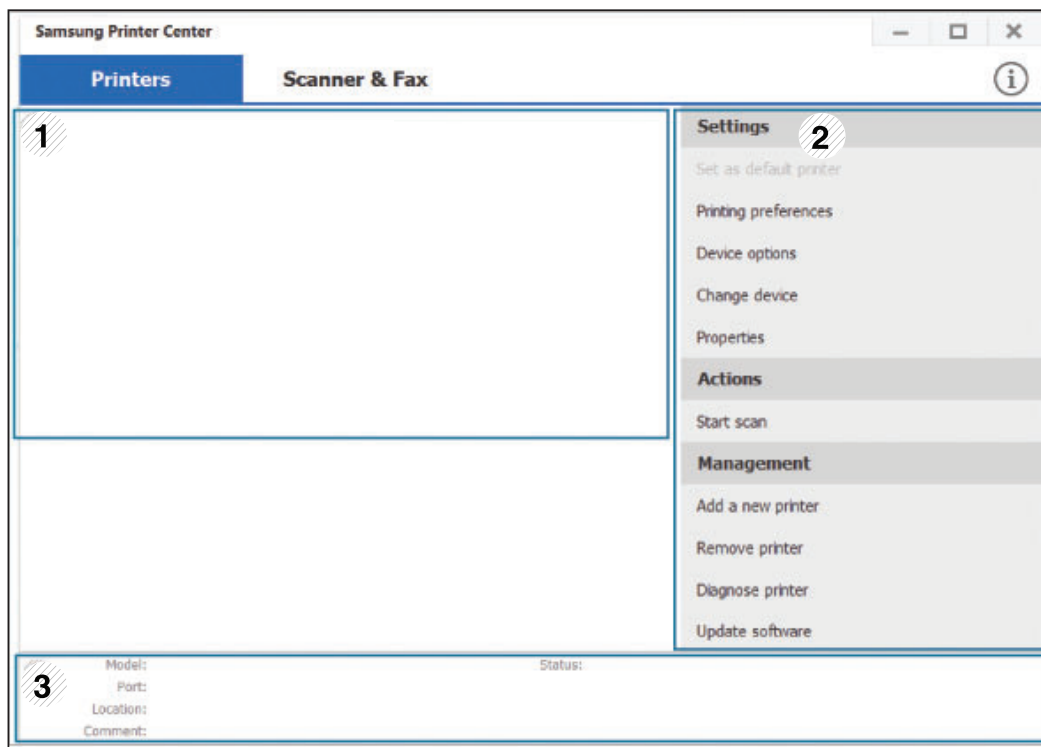 Samsung Printer Center
Printers Scanner & Fax
1
Settings 2
Set as default printer
Printing preferences
Device options
Change device
Properties
Actions
Start scan
Management
Add a new printer
Remove printer
Diagnose printer
Update software
3
Model: Status:
Port:
Location:
Comment: